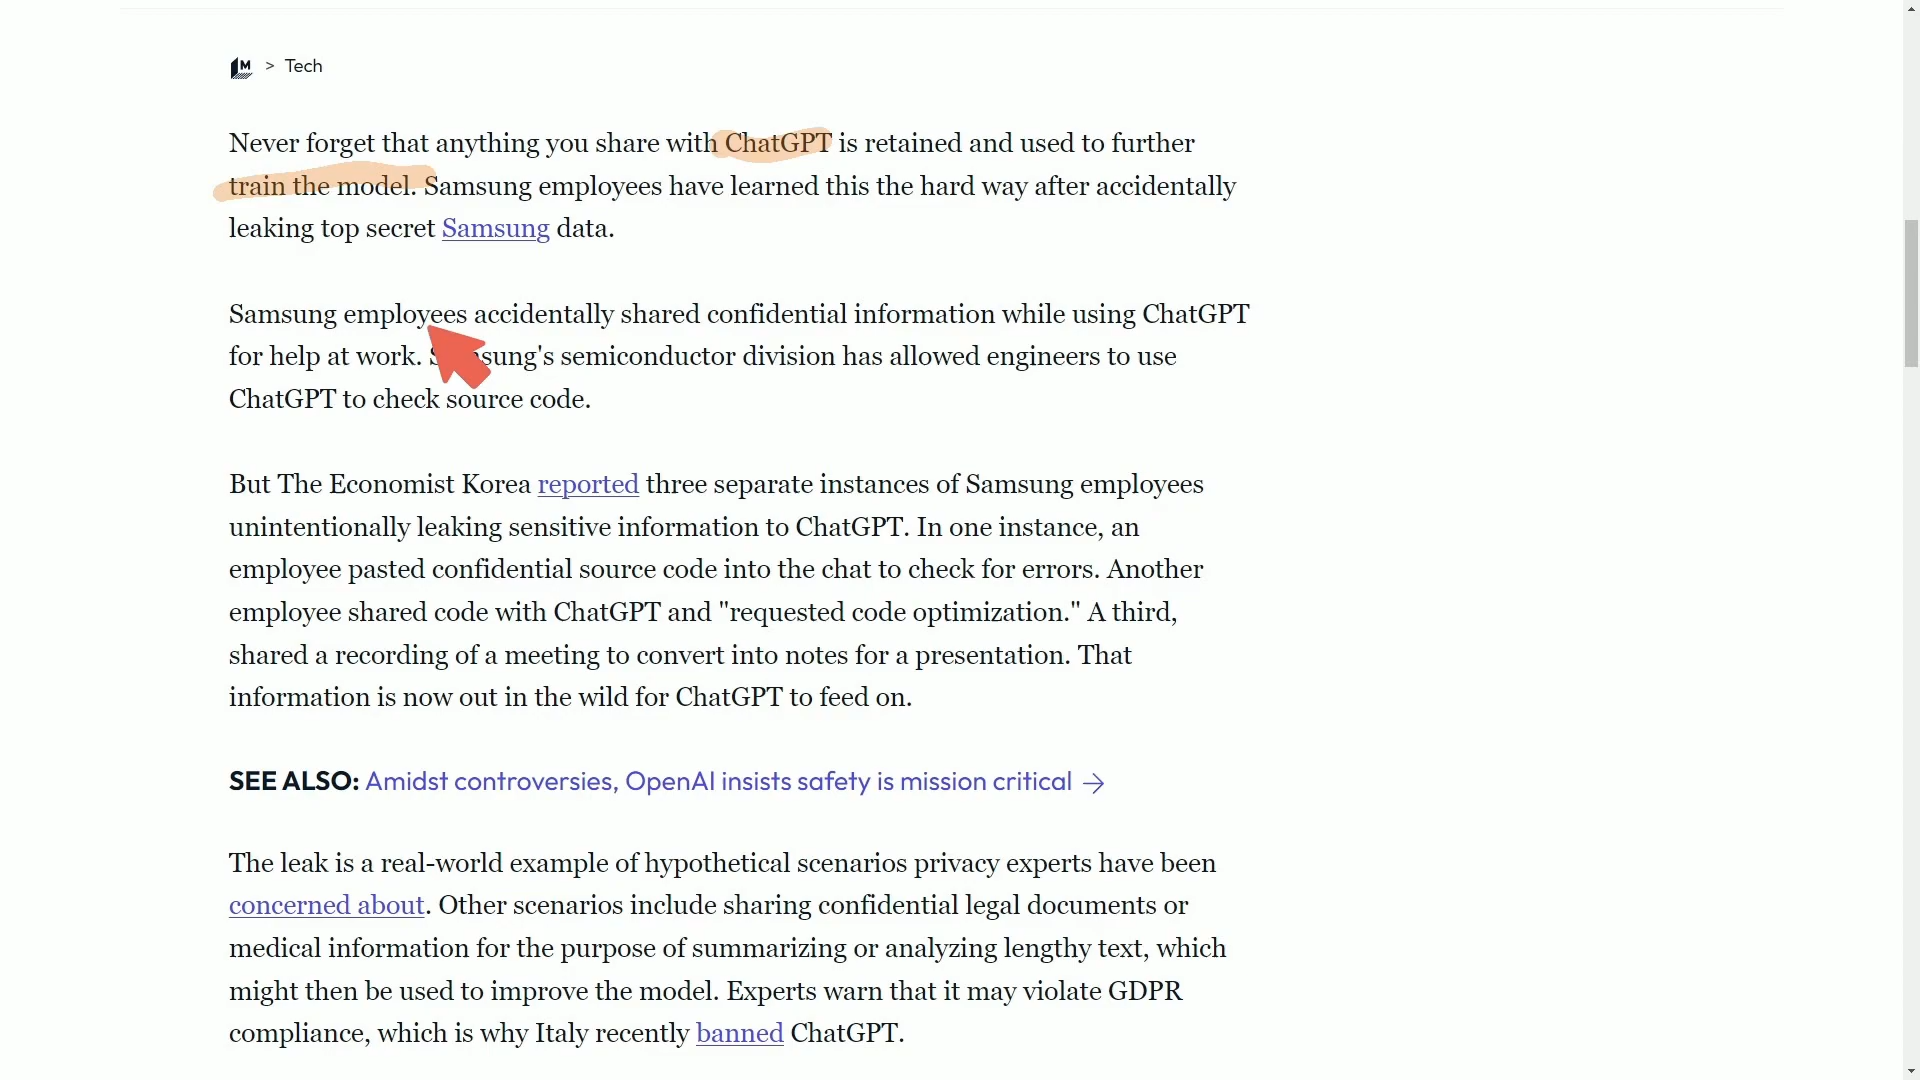 M > Tech
Never forget that anything you share with ChatGPT is retained and used to further
train the model. Samsung employees have learned this the hard way after accidentally
leaking top secret Samsung data.
Samsung employees accidentally shared confidential information while using ChatGPT
for help at work. Samsung's semiconductor division has allowed engineers to use
ChatGPT to check source code.
But The Economist Korea reported three separate instances of Samsung employees
unintentionally leaking sensitive information to ChatGPT. In one instance, an
employee pasted confidential source code into the chat to check for errors. Another
employee shared code with ChatGPT and "requested code optimization." A third,
shared a recording of a meeting to convert into notes for a presentation. That
information is now out in the wild for ChatGPT to feed on.
SEE ALSO: Amidst controversies, OpenAI insists safety is mission critical →
The leak is a real-world example of hypothetical scenarios privacy experts have been
concerned about. Other scenarios include sharing confidential legal documents or
medical information for the purpose of summarizing or analyzing lengthy text, which
might then be used to improve the model. Experts warn that it may violate GDPR
compliance, which is why Italy recently banned ChatGPT.